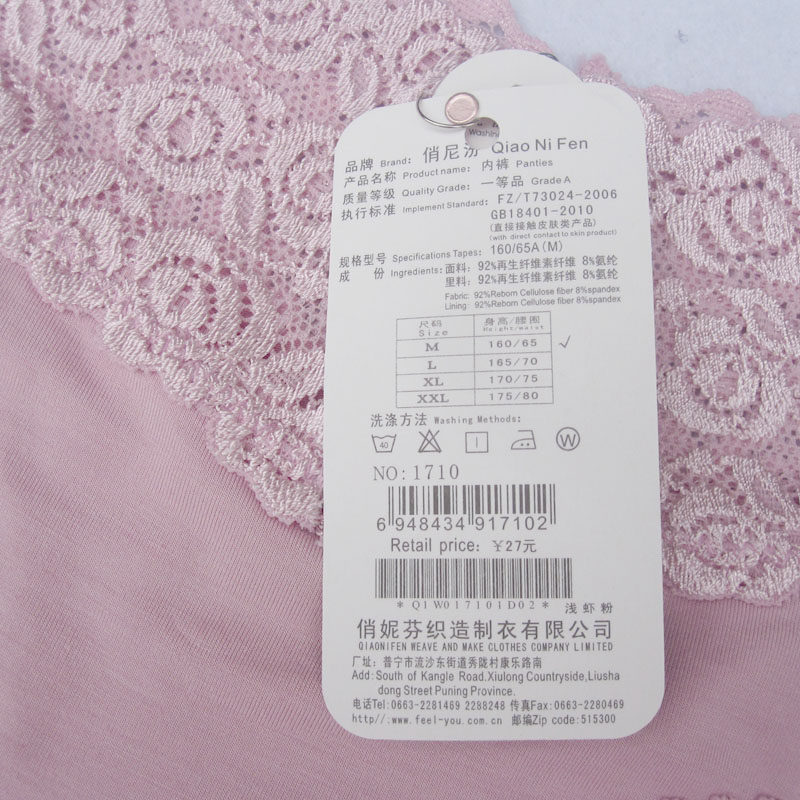 Washing
品牌 Brand: 俏尼汾 Qiao Ni Fen
产品名称 Product name: 内裤 Panties
质量等级 Quality Grade: 一等品 Grade A
执行标准 Implement Standard: FZ/T73024-2006
GB18401-2010
(直接接触皮肤类产品)
(with direct contact to skin product)
规格型号 Specifications Tapes: 160/65A(M)
成份 Ingredients: 面料: 92%再生纤维素纤维 8%氨纶
里料: 92%再生纤维素纤维 8%氨纶
Fabric: 92%Reborn Cellulose fiber 8%spandex
Lining: 92%Reborn Cellulose fiber 8%spandex
尺码 身高/腰围
Size Height/waist
M 160/65 ✓
L 165/70
XL 170/75
XXL 175/80
洗涤方法 Washing Methods:
40 W
NO: 1710
6 948434 917102
Retail price: ¥27元
*Q1W017101D02* 浅虾粉
俏妮芬织造制衣有限公司
QIAONIFEN WEAVE AND MAKE CLOTHES COMPANY LIMITED
厂址: 普宁市流沙东街道秀陇村康乐路南
Add: South of Kangle Road,Xiulong Countryside,Liusha
dong Street Puning Province.
电话Tel: 0663-2281469 2288248 传真Fax: 0663-2280469
http//:www.feel-you.com.cn 邮编Zip code: 515300